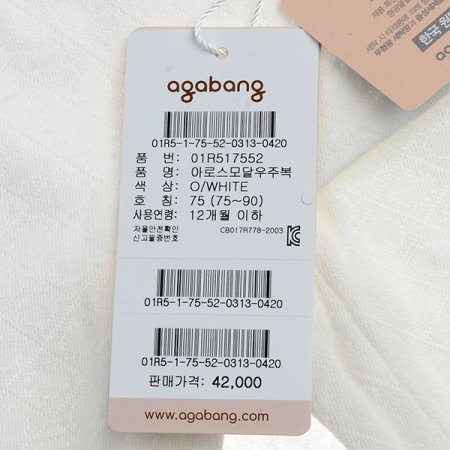 agabang
01R5-1-75-52-0313-0420
품 번: 01R517552
품 명: 아로스모달우주복
색 상: O/WHITE
호 칭: 75 (75~90)
사용연령: 12개월 이하
자율안전확인
신고필증번호
CB017R778-2003
01R5-1-75-52-0313-0420
01R5-1-75-52-0313-0420
판매가격: 42,000
www.agabang.com
한국 원